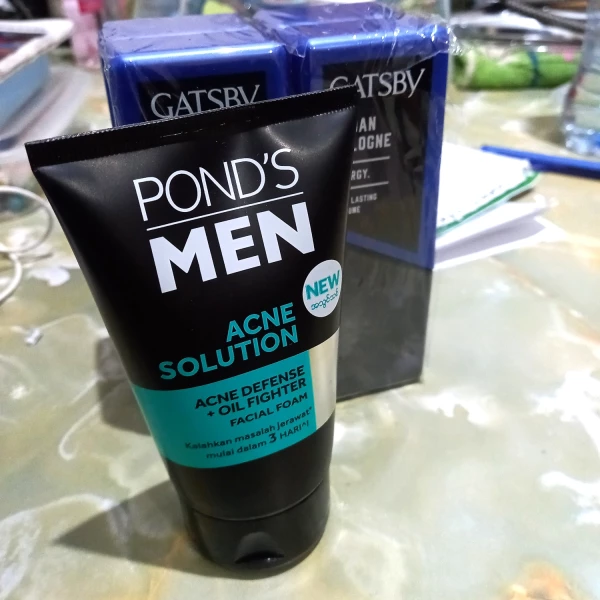 GATSBY
GATSBY
LOGNE
LASTING
POND'S
MEN
NEW
ACNE
SOLUTION
ACNE DEFENSE
+ OIL FIGHTER
FACIAL FOAM
Kalahkan masalah jerawat*
mulai dalam 3 HARI^!